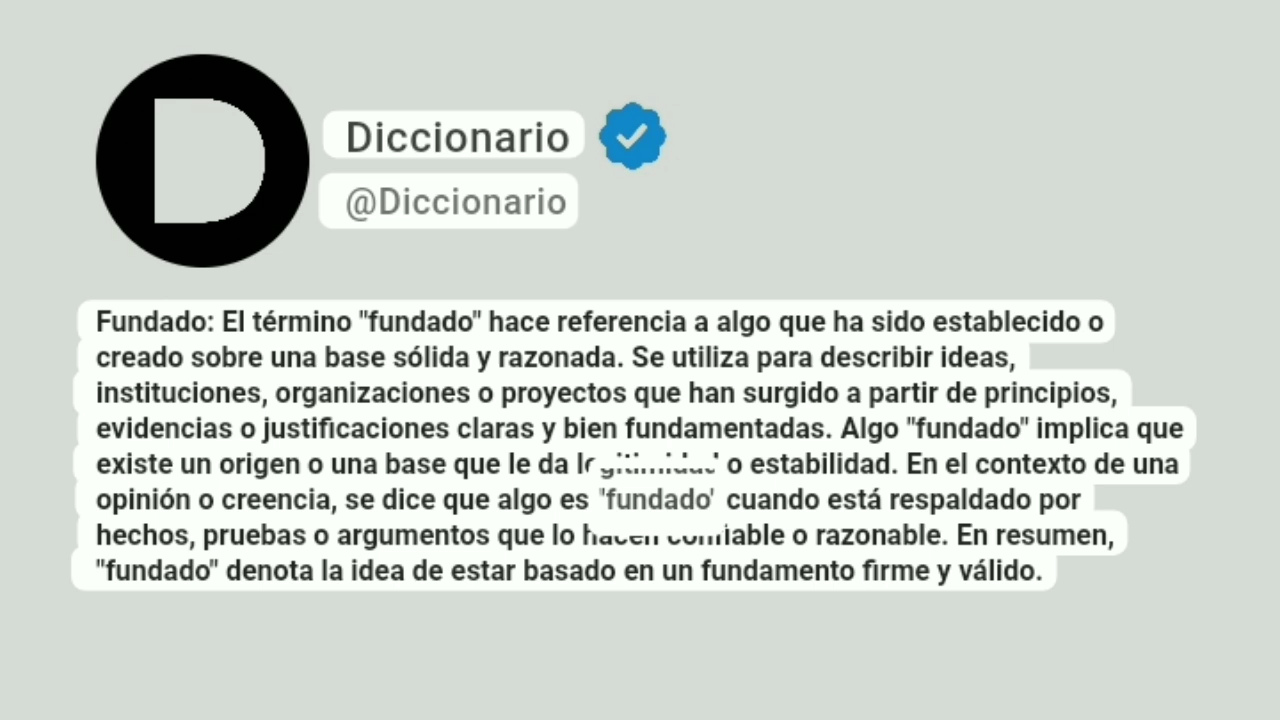 D
Diccionario
@Diccionario
Fundado: El término "fundado" hace referencia a algo que ha sido establecido o
creado sobre una base sólida y razonada. Se utiliza para describir ideas,
instituciones, organizaciones o proyectos que han surgido a partir de principios,
evidencias o justificaciones claras y bien fundamentadas. Algo "fundado" implica que
existe un origen o una base que le da legitimidad o estabilidad. En el contexto de una
opinión o creencia, se dice que algo es 'fundado' cuando está respaldado por
hechos, pruebas o argumentos que lo hacen confiable o razonable. En resumen,
"fundado" denota la idea de estar basado en un fundamento firme y válido.